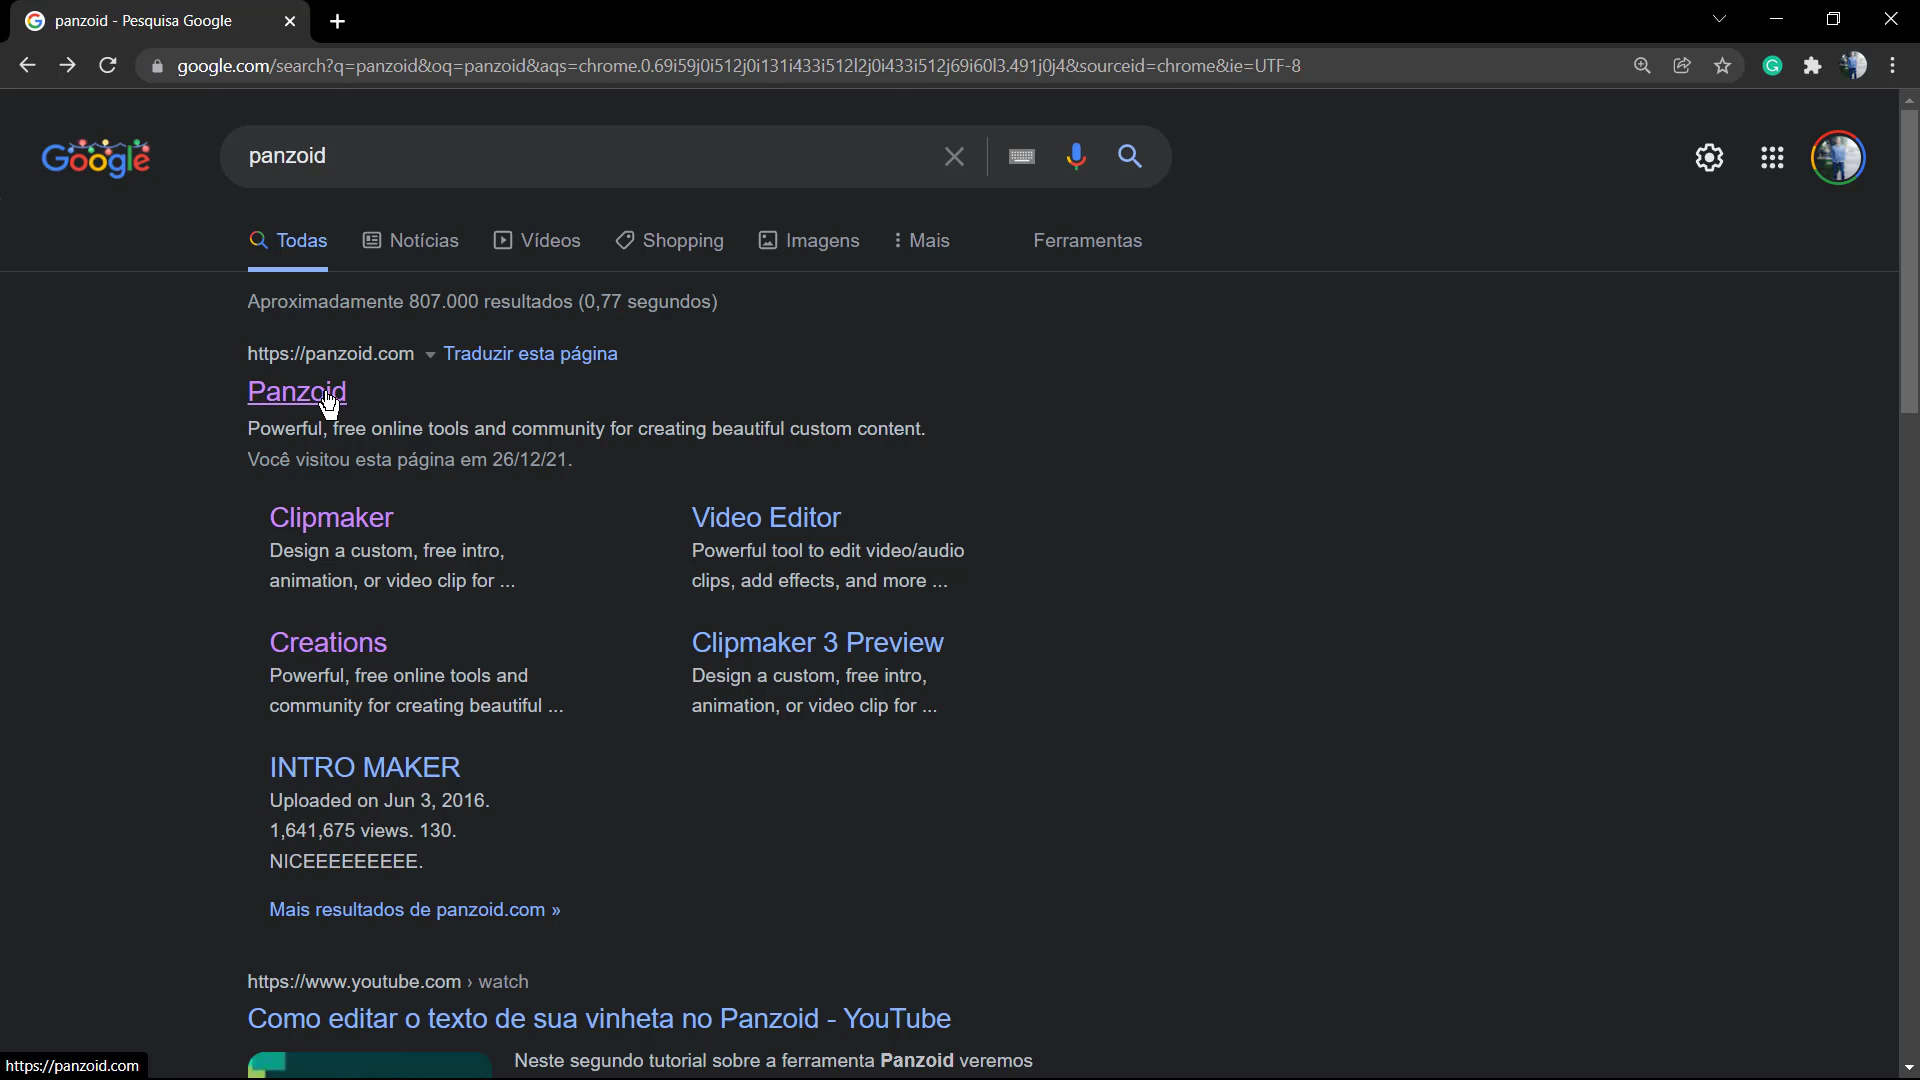 panzoid - Pesquisa Google
google.com/search?q=panzoid&oq=panzoid&aqs=chrome.0.69i59j0i512j0i131i433i512l2j0i433i512j69i60l3.491j0j4&sourceid=chrome&ie=UTF-8
Google
panzoid
Todas Notícias Vídeos Shopping Imagens Mais Ferramentas
Aproximadamente 807.000 resultados (0,77 segundos)
https://panzoid.com Traduzir esta página
Panzoid
Powerful, free online tools and community for creating beautiful custom content.
Você visitou esta página em 26/12/21.
Clipmaker
Design a custom, free intro,
animation, or video clip for ...
Video Editor
Powerful tool to edit video/audio
clips, add effects, and more ...
Creations
Powerful, free online tools and
community for creating beautiful ...
Clipmaker 3 Preview
Design a custom, free intro,
animation, or video clip for ...
INTRO MAKER
Uploaded on Jun 3, 2016.
1,641,675 views. 130.
NICEEEEEEEEE.
Mais resultados de panzoid.com »
https://www.youtube.com › watch
Como editar o texto de sua vinheta no Panzoid - YouTube
Neste segundo tutorial sobre a ferramenta Panzoid veremos
https://panzoid.com